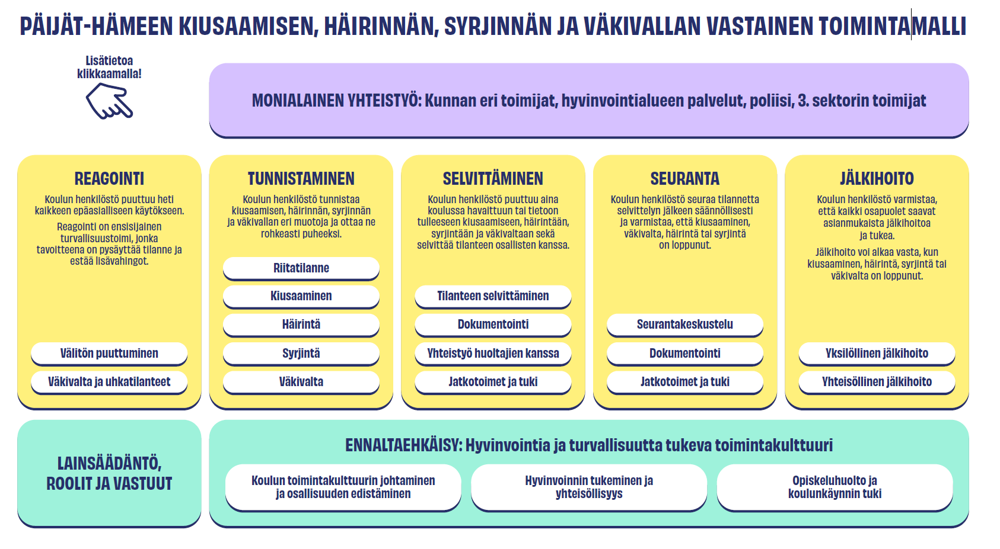 PÄIJÄT-HÄMEEN KIUSAAMISEN, HÄIRINNÄN, SYRJINNÄN JA VÄKIVALLAN VASTAINEN TOIMINTAMALLI
Lisätietoa
klikkaamalla!
MONIALAINEN YHTEISTYÖ: Kunnan eri toimijat, hyvinvointialueen palvelut, poliisi, 3. sektorin toimijat
REAGOINTI
Koulun henkilöstö puuttuu heti
kaikkeen epäasialliseen käytökseen.
Reagointi on ensisijainen
turvallisuustoimi, jonka
tavoitteena on pysäyttää tilanne ja
estää lisävahingot.
Välitön puuttuminen
Väkivalta ja uhkatilanteet
TUNNISTAMINEN
Koulun henkilöstö tunnistaa
kiusaamisen, häirinnän, syrjinnän
ja väkivallan eri muotoja ja ottaa ne
rohkeasti puheeksi.
Riitatilanne
Kiusaaminen
Häirintä
Syrjintä
Väkivalta
SELVITTÄMINEN
Koulun henkilöstö puuttuu aina
koulussa havaittuun tai tietoon
tulleeseen kiusaamiseen, häirintään,
syrjintään ja väkivaltaan sekä
selvittää tilanteen osallisten kanssa.
Tilanteen selvittäminen
Dokumentointi
Yhteistyö huoltajien kanssa
Jatkotoimet ja tuki
SEURANTA
Koulun henkilöstö seuraa tilannetta
selvittelyn jälkeen säännöllisesti
ja varmistaa, että kiusaaminen,
väkivalta, häirintä tai syrjintä
on loppunut.
Seurantakeskustelu
Dokumentointi
Jatkotoimet ja tuki
JÄLKIHOITO
Koulun henkilöstö varmistaa,
että kaikki osapuolet saavat
asianmukaista jälkihoitoa
ja tukea.
Jälkihoito voi alkaa vasta, kun
kiusaaminen, häirintä, syrjintä tai
väkivalta on loppunut.
Yksilöllinen jälkihoito
Yhteisöllinen jälkihoito
LAINSÄÄDÄNTÖ,
ROOLIT JA VASTUUT
ENNALTAEHKÄISY: Hyvinvointia ja turvallisuutta tukeva toimintakulttuuri
Koulun toimintakulttuurin johtaminen
ja osallisuuden edistäminen
Hyvinvoinnin tukeminen ja
yhteisöllisyys
Opiskeluhuolto ja
koulunkäynnin tuki